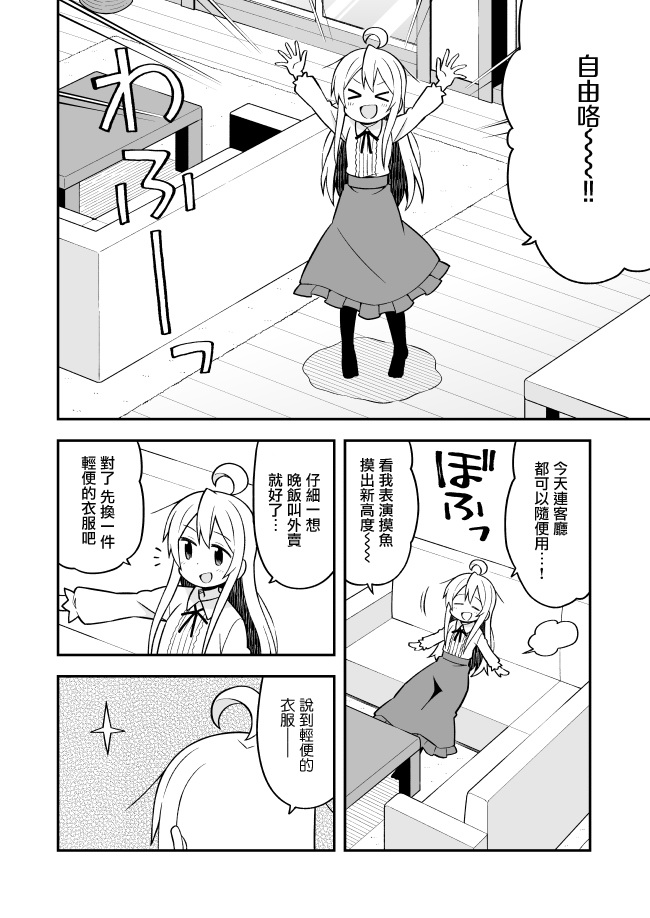 自由咯〜〜!!
わふーっ
今天連客廳
都可以隨便用…!
ぼふっ
看我表演摸魚
摸出新高度〜〜
仔細一想
晚飯叫外賣
就好了…
對了 先換一件
輕便的衣服吧
說到輕便的
衣服——